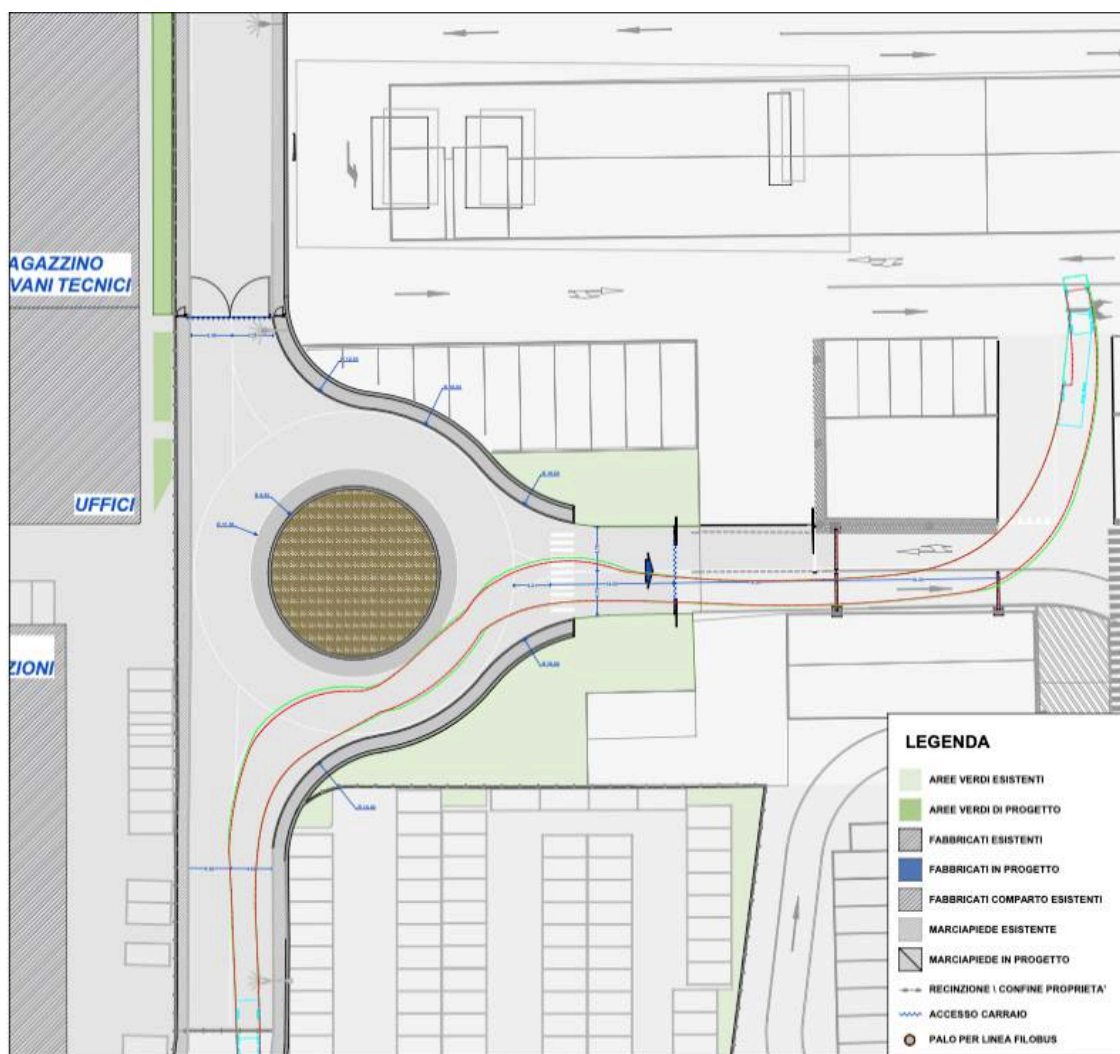 AGAZZINO
VANI TECNICI
UFFICI
ZIONI
LEGENDA
AREE VERDI ESISTENTI
AREE VERDI DI PROGETTO
FABBRICATI ESISTENTI
FABBRICATI IN PROGETTO
FABBRICATI COMPARTO ESISTENTI
MARCIAPIEDE ESISTENTE
MARCIAPIEDE IN PROGETTO
RECINZIONE \ CONFINE PROPRIETA'
ACCESSO CARRAIO
PALO PER LINEA FILOBUS